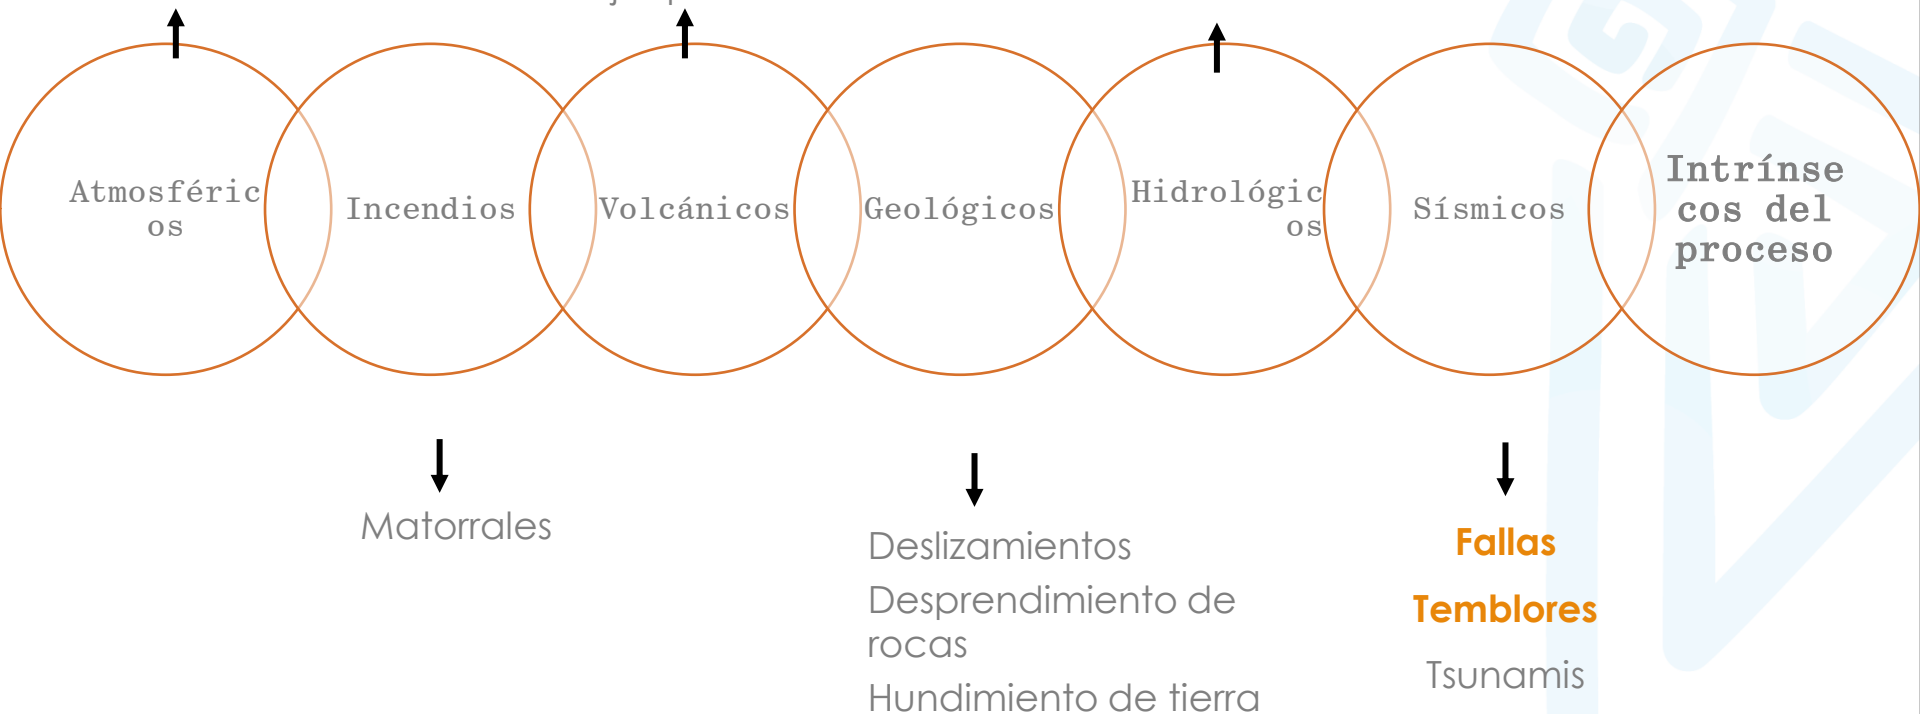 Atmosféric
os
Incendios
Volcánicos
Geológicos
Hidrológic
os
Sísmicos
Intrínse
cos del
proceso
Matorrales
Deslizamientos
Desprendimiento de
rocas
Hundimiento de tierra
Fallas
Temblores
Tsunamis